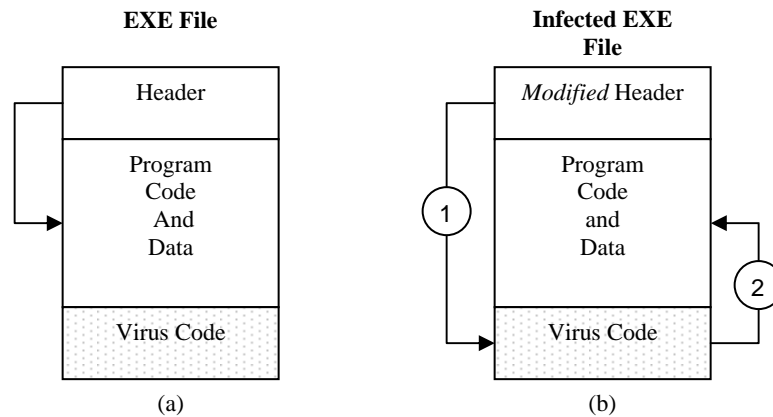 EXE File
Header
Program
Code
And
Data
Virus Code
(a)
Infected EXE
File
Modified Header
Program
Code
and
Data
Virus Code
1
2
(b)